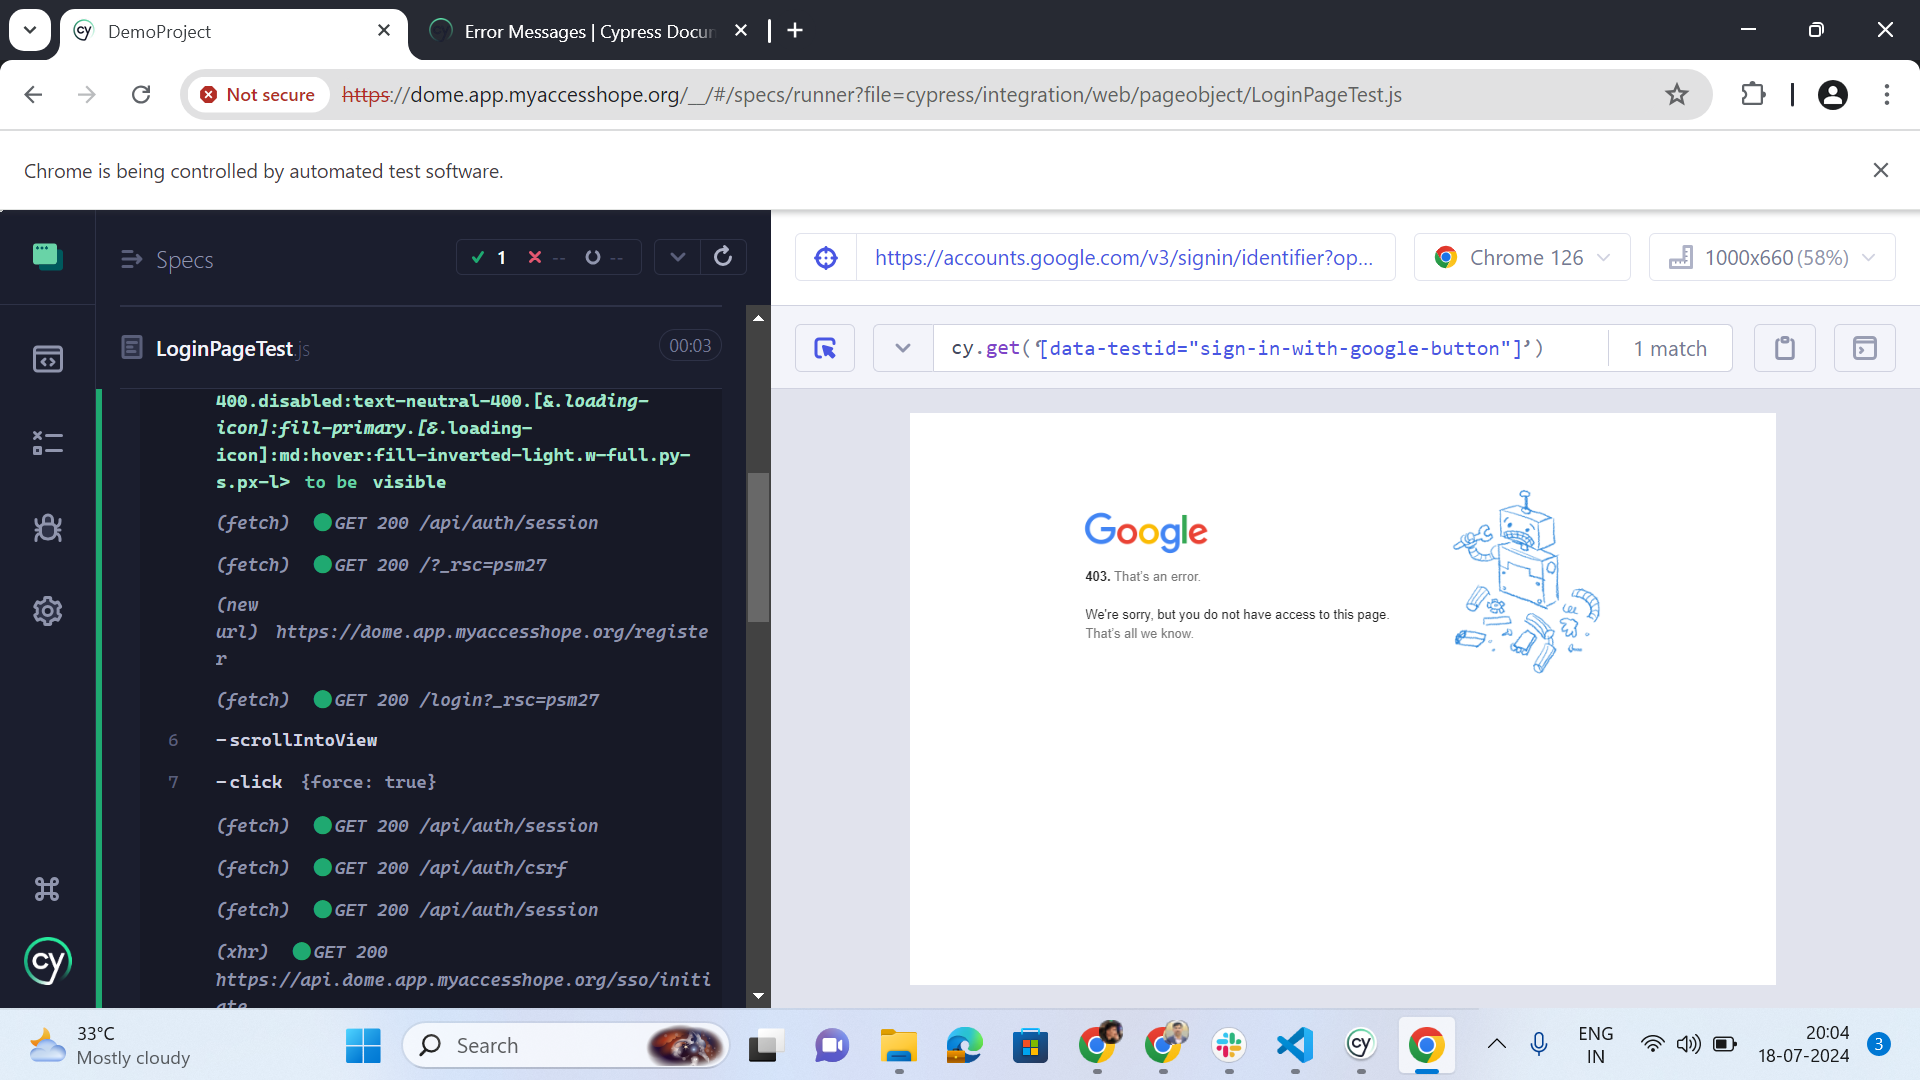 DemoProject
Error Messages | Cypress Docum
Not secure
https://dome.app.myaccesshope.org/__/#/specs/runner?file=cypress/integration/web/pageobject/LoginPageTest.js
Chrome is being controlled by automated test software.
Specs
1 -- --
LoginPageTest.js
00:03
400.disabled:text-neutral-400.[&.loading-
icon]:fill-primary.[&.loading-
icon]:md:hover:fill-inverted-light.w-full.py-
s.px-l> to be visible
(fetch) GET 200 /api/auth/session
(fetch) GET 200 /?_rsc=psm27
(new
url) https://dome.app.myaccesshope.org/registe
r
(fetch) GET 200 /login?_rsc=psm27
6 -scrollIntoView
7 -click {force: true}
(fetch) GET 200 /api/auth/session
(fetch) GET 200 /api/auth/csrf
(fetch) GET 200 /api/auth/session
(xhr) GET 200
https://api.dome.app.myaccesshope.org/sso/initi
ate
cy
https://accounts.google.com/v3/signin/identifier?op...
Chrome 126
1000x660 (58%)
cy.get('[data-testid="sign-in-with-google-button"]')
1 match
Google
403. That's an error.
We're sorry, but you do not have access to this page.
That's all we know.
33°C
Mostly cloudy
Search
cy
ENG
IN
20:04
18-07-2024
3